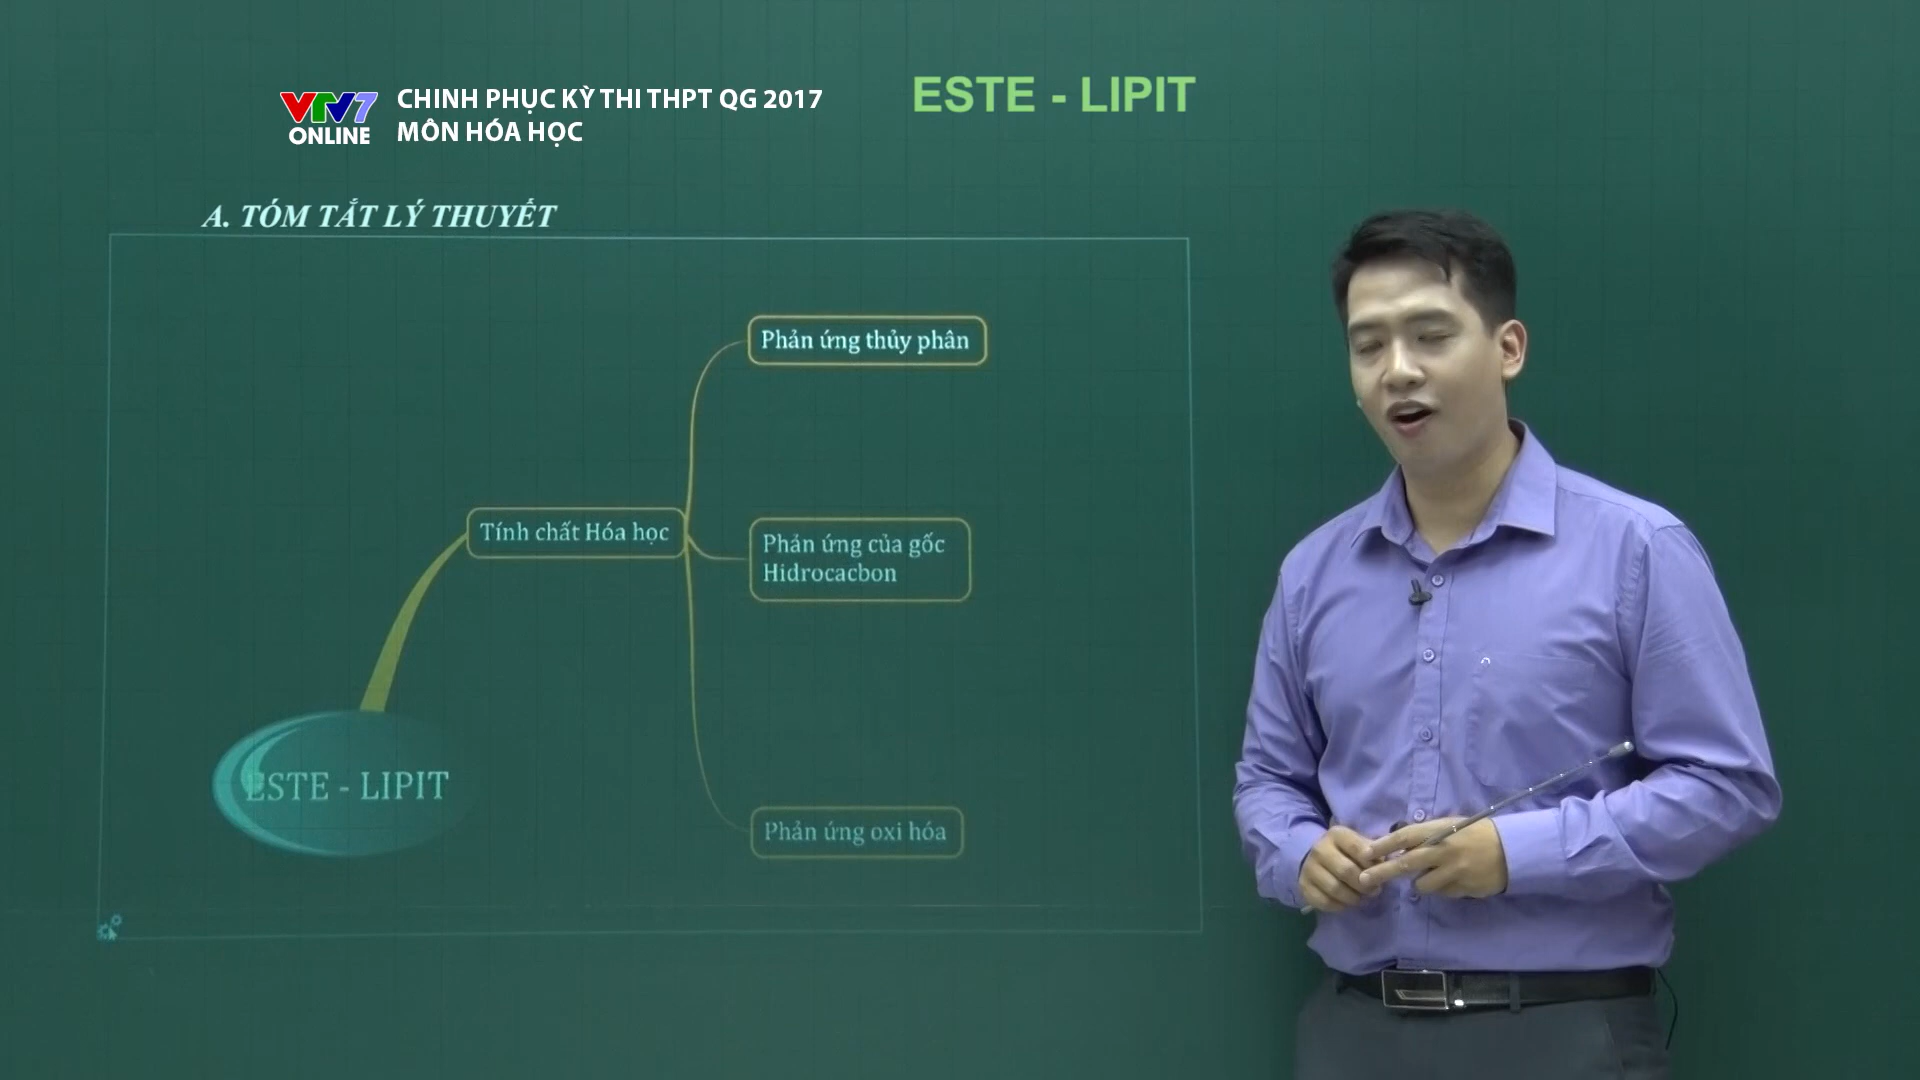 VTV7
ONLINE
CHINH PHỤC KỲ THI THPT QG 2017
MÔN HÓA HỌC
ESTE - LIPIT
A. TÓM TẮT LÝ THUYẾT
Phản ứng thủy phân
Tính chất Hóa học
Phản ứng của gốc
Hidrocacbon
ESTE - LIPIT
Phản ứng oxi hóa